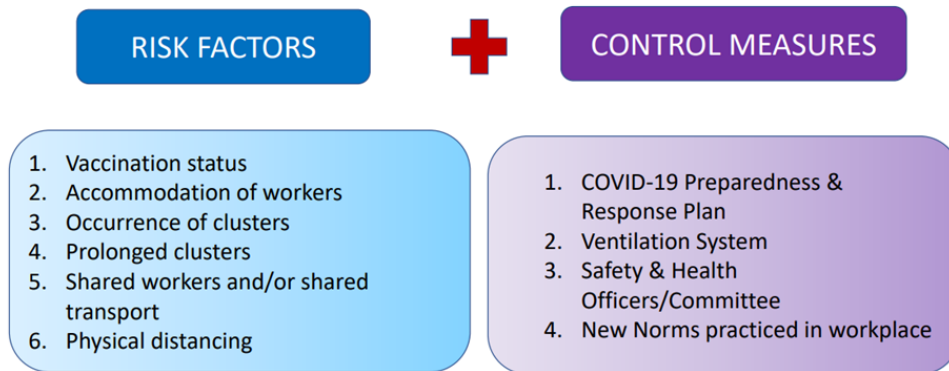 RISK FACTORS
CONTROL MEASURES
1. Vaccination status
2. Accommodation of workers
3. Occurrence of clusters
4. Prolonged clusters
5. Shared workers and/or shared
transport
6. Physical distancing
1. COVID-19 Preparedness &
Response Plan
2. Ventilation System
3. Safety & Health
Officers/Committee
4. New Norms practiced in workplace